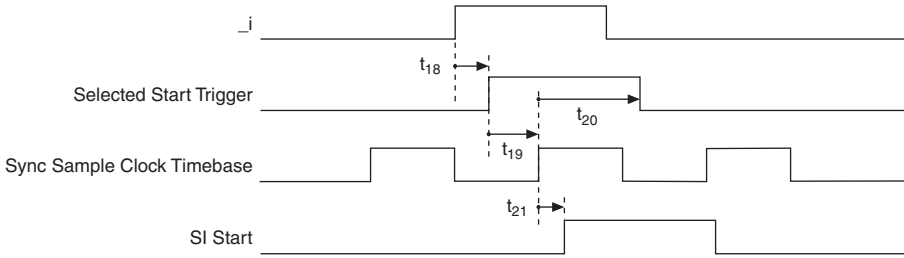 _i
t18
Selected Start Trigger
t20
t19
Sync Sample Clock Timebase
t21
SI Start